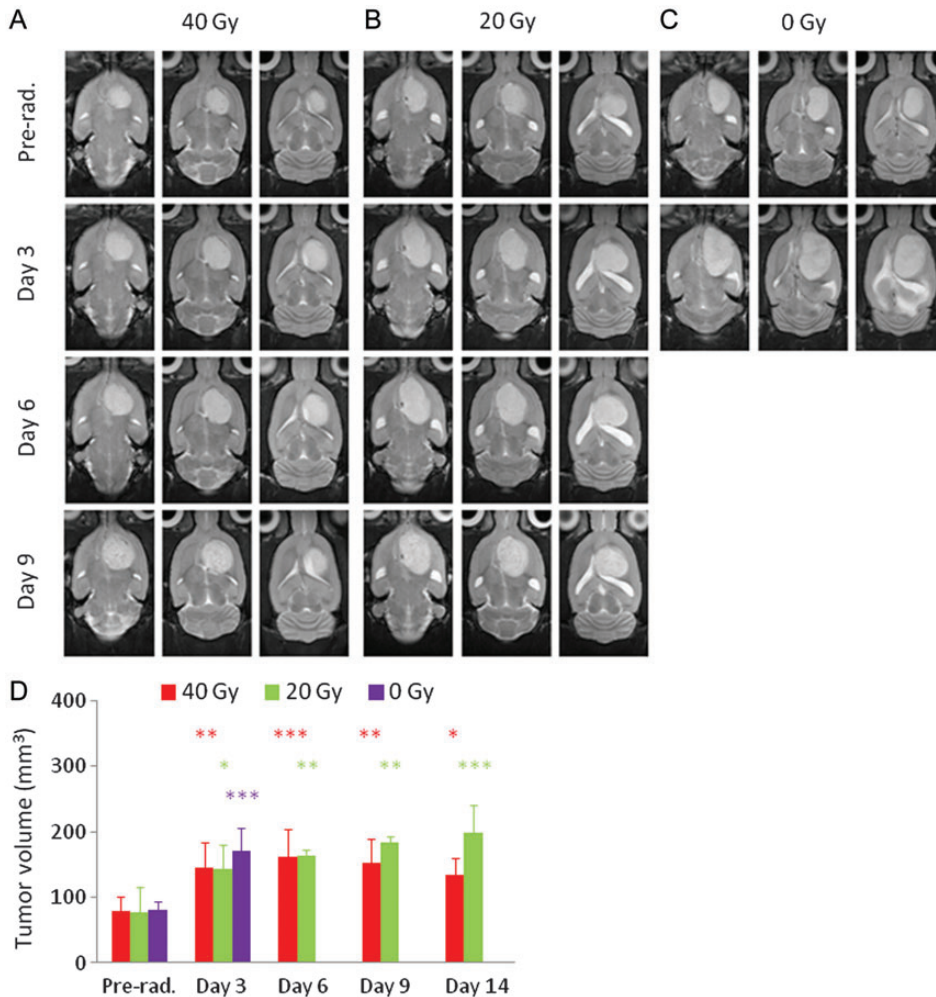 A 40 Gy B 20 Gy C 0 Gy
Pre-rad.
Day 3
Day 6
Day 9
D
40 Gy 20 Gy 0 Gy
Tumor volume (mm³)
400
300
200
100
0
** *** ** *
* ** ** ***
***
Pre-rad. Day 3 Day 6 Day 9 Day 14